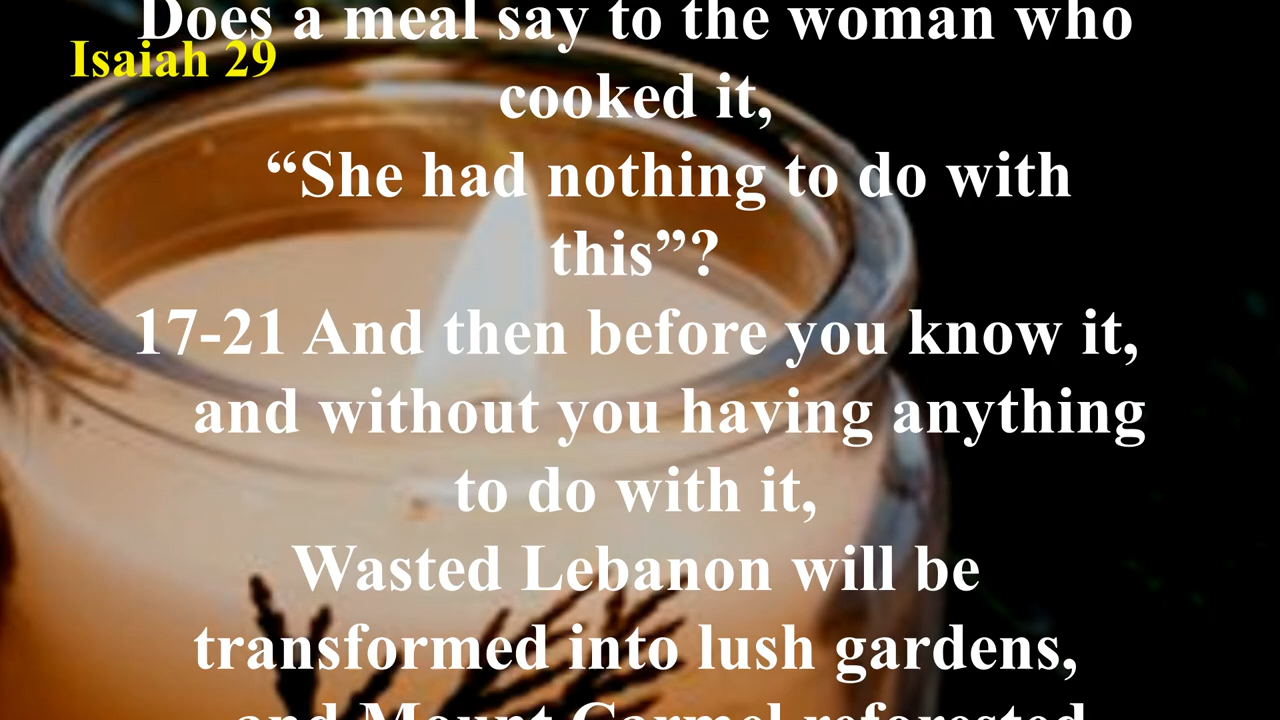 Does a meal say to the woman who
Isaiah 29
cooked it,
“She had nothing to do with
this”?
17-21 And then before you know it,
and without you having anything
to do with it,
Wasted Lebanon will be
transformed into lush gardens,
and Mount Carmel reforested